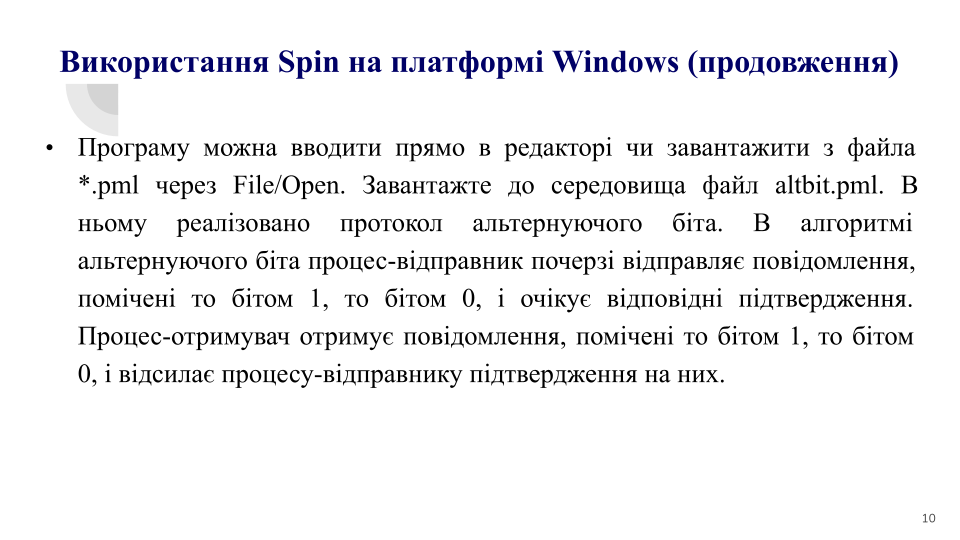 Використання Spin на платформі Windows (продовження)
• Програму можна вводити прямо в редакторі чи завантажити з файла
*.pml через File/Open. Завантажте до середовища файл altbit.pml. В
ньому реалізовано протокол альтернуючого біта. В алгоритмі
альтернуючого біта процес-відправник почерзі відправляє повідомлення,
помічені то бітом 1, то бітом 0, і очікує відповідні підтвердження.
Процес-отримувач отримує повідомлення, помічені то бітом 1, то бітом
0, і відсилає процесу-відправнику підтвердження на них.
10